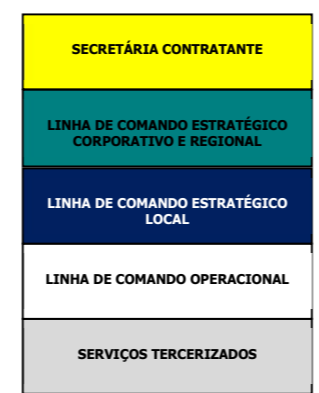 SECRETÁRIA CONTRATANTE
LINHA DE COMANDO ESTRATÉGICO
CORPORATIVO E REGIONAL
LINHA DE COMANDO ESTRATÉGICO
LOCAL
LINHA DE COMANDO OPERACIONAL
SERVIÇOS TERCERIZADOS